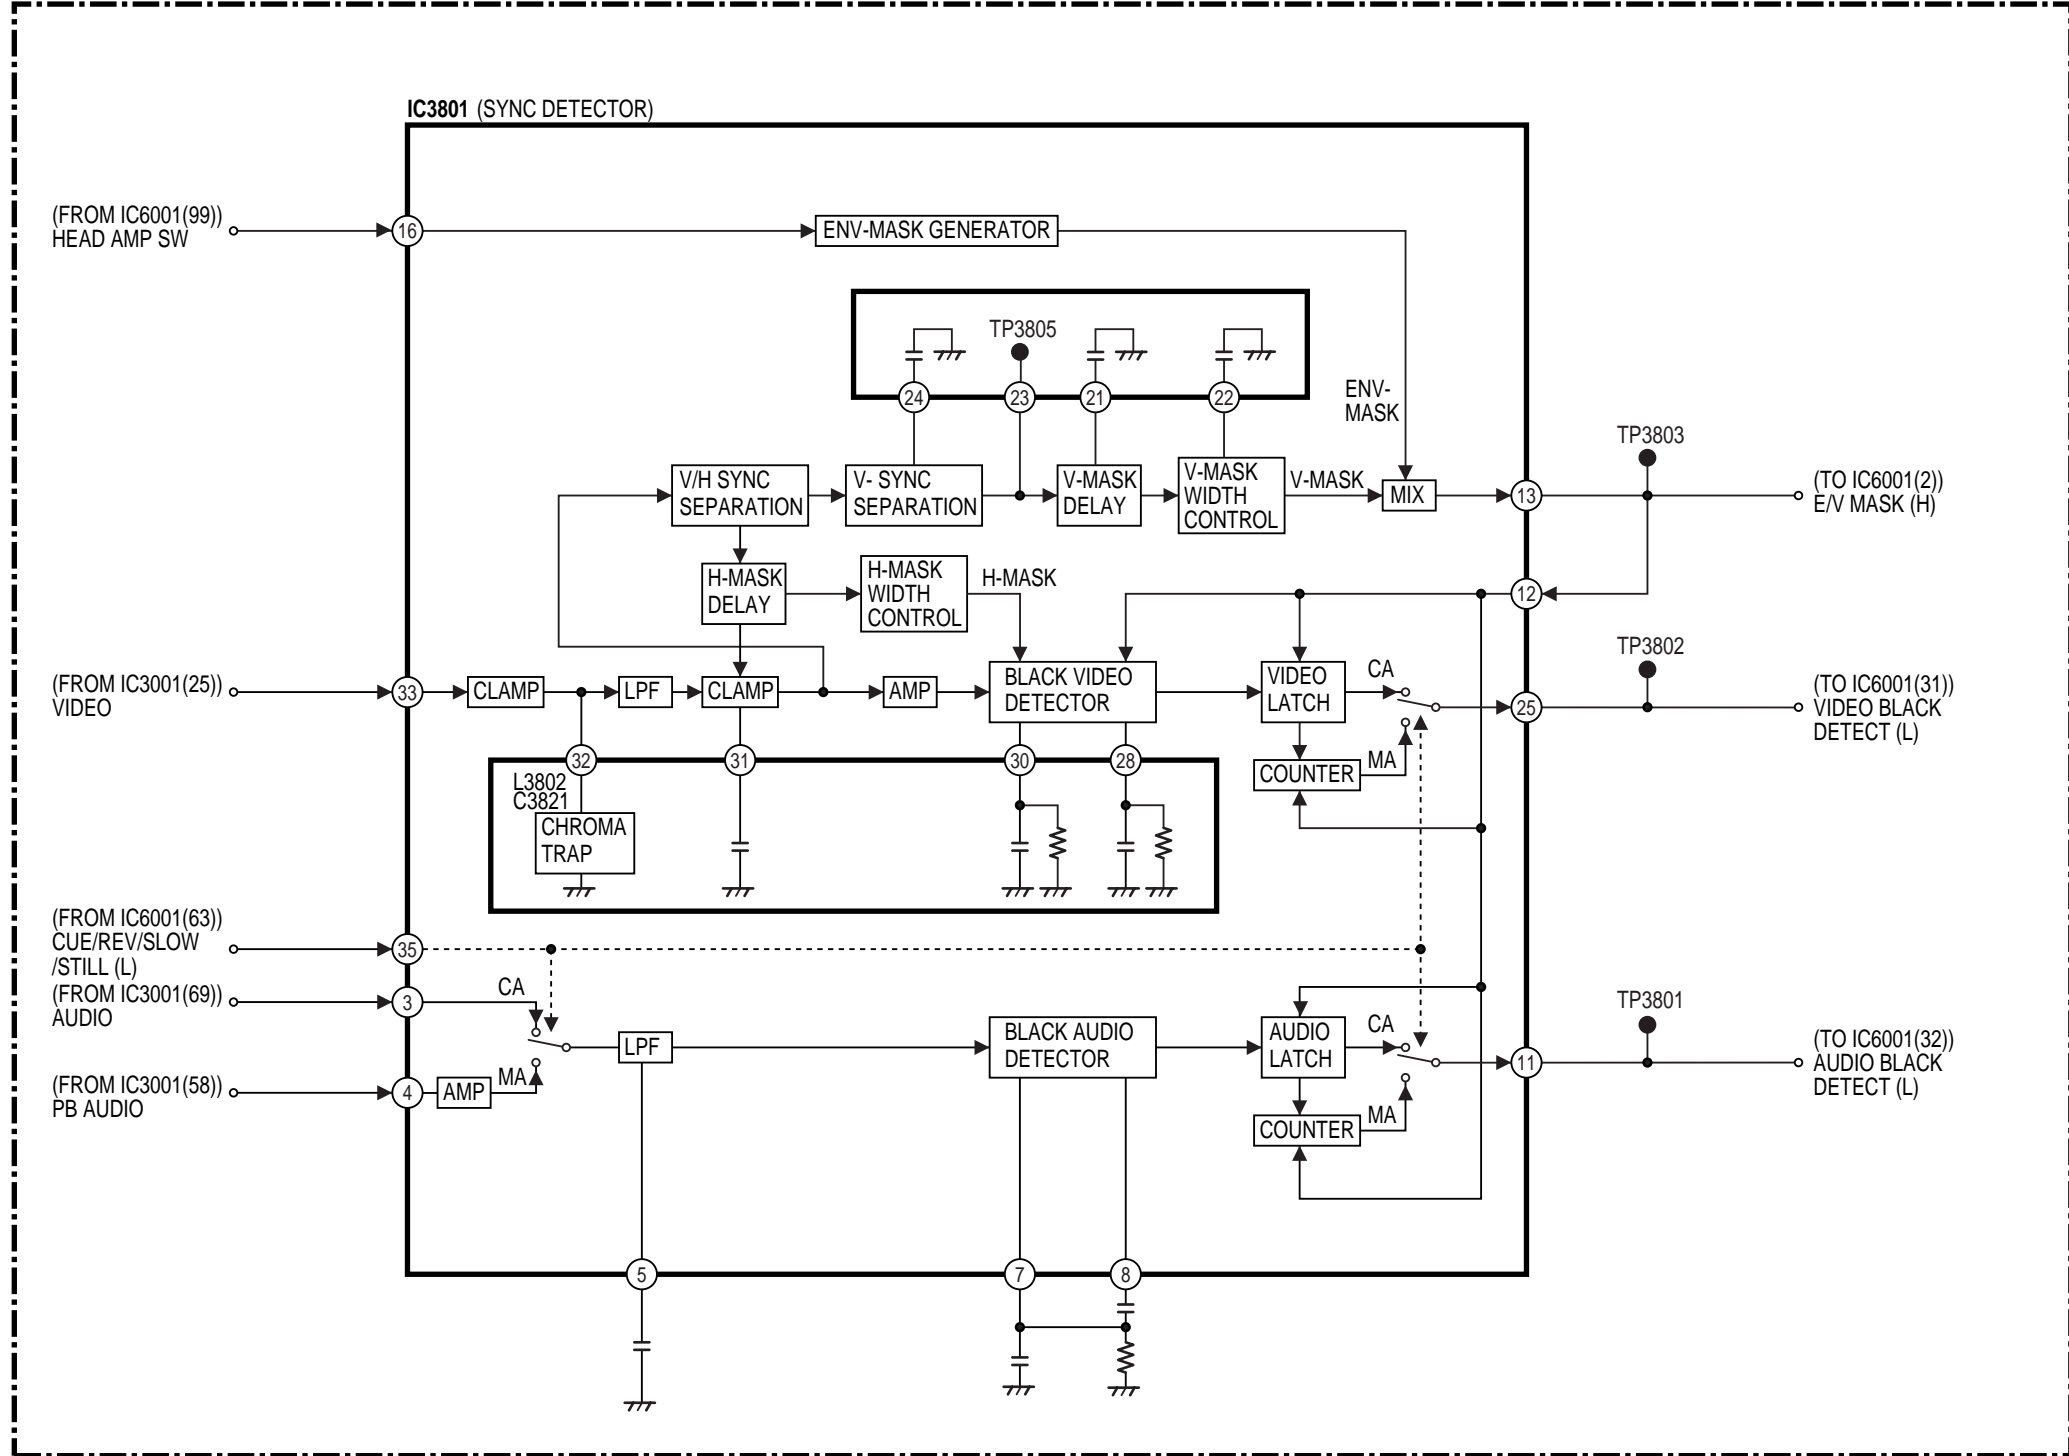 IC3801 (SYNC DETECTOR)
(FROM IC6001(99))
HEAD AMP SW
16
ENV-MASK GENERATOR
TP3805
24
23
21
22
ENV-
MASK
TP3803
V/H SYNC
SEPARATION
V- SYNC
SEPARATION
V-MASK
DELAY
V-MASK
WIDTH
CONTROL
V-MASK
MIX
13
(TO IC6001(2))
E/V MASK (H)
H-MASK
DELAY
H-MASK
WIDTH
CONTROL
H-MASK
12
TP3802
(FROM IC3001(25))
VIDEO
33
CLAMP
LPF
CLAMP
AMP
BLACK VIDEO
DETECTOR
VIDEO
LATCH
CA
25
(TO IC6001(31))
VIDEO BLACK
DETECT (L)
32
31
30
28
COUNTER
MA
L3802
C3821
CHROMA
TRAP
(FROM IC6001(63))
CUE/REV/SLOW
/STILL (L)
35
(FROM IC3001(69))
AUDIO
3
CA
LPF
BLACK AUDIO
DETECTOR
AUDIO
LATCH
CA
TP3801
11
(TO IC6001(32))
AUDIO BLACK
DETECT (L)
(FROM IC3001(58))
PB AUDIO
4
AMP
MA
COUNTER
MA
5
7
8